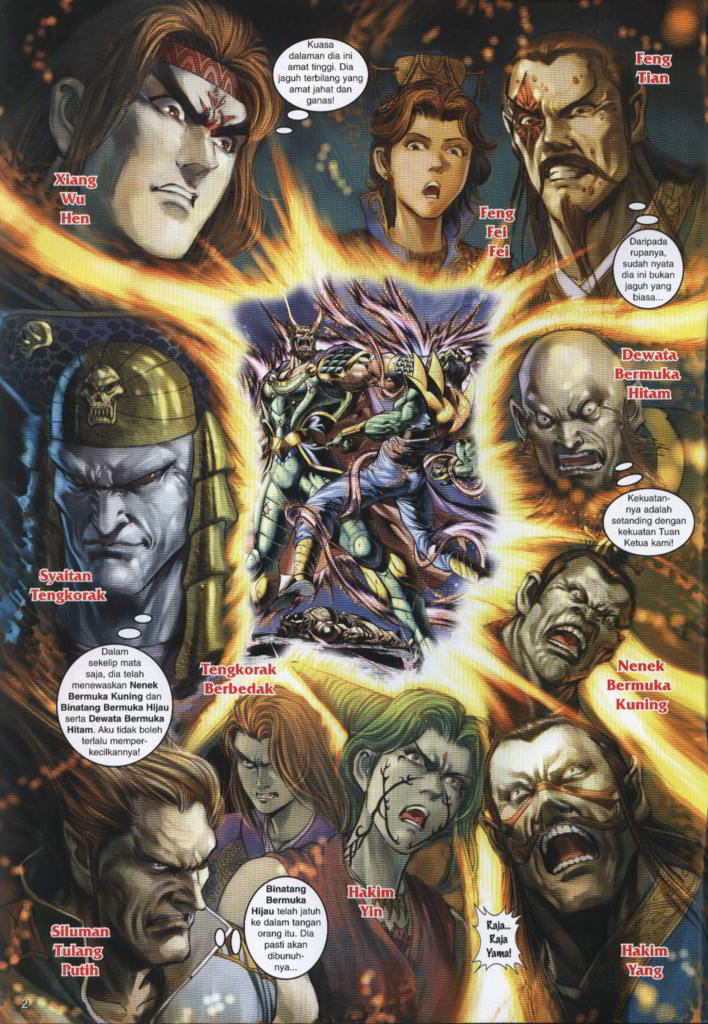 Kuasa
dalaman dia ini
amat tinggi. Dia
jaguh terbilang yang
amat jahat dan
ganas!
Feng
Tian
Xiang
Wu
Hen
Feng
Fei
Fei
Daripada
rupanya,
sudah nyata
dia ini bukan
jaguh yang
biasa...
Dewata
Bermuka
Hitam
Kekuatan-
nya adalah
setanding dengan
kekuatan Tuan
Ketua kami!
Syaitan
Tengkorak
Dalam
sekelip mata
saja, dia telah
menewaskan Nenek
Bermuka Kuning dan
Binatang Bermuka Hijau
serta Dewata Bermuka
Hitam. Aku tidak boleh
terlalu memper-
kecilkannya!
Tengkorak
Berbedak
Nenek
Bermuka
Kuning
Siluman
Tulang
Putih
Binatang
Bermuka
Hijau telah jatuh
ke dalam tangan
orang itu. Dia
pasti akan
dibunuh-
nya...
Hakim
Yin
Raja...
Raja
Yama!
Hakim
Yang
2